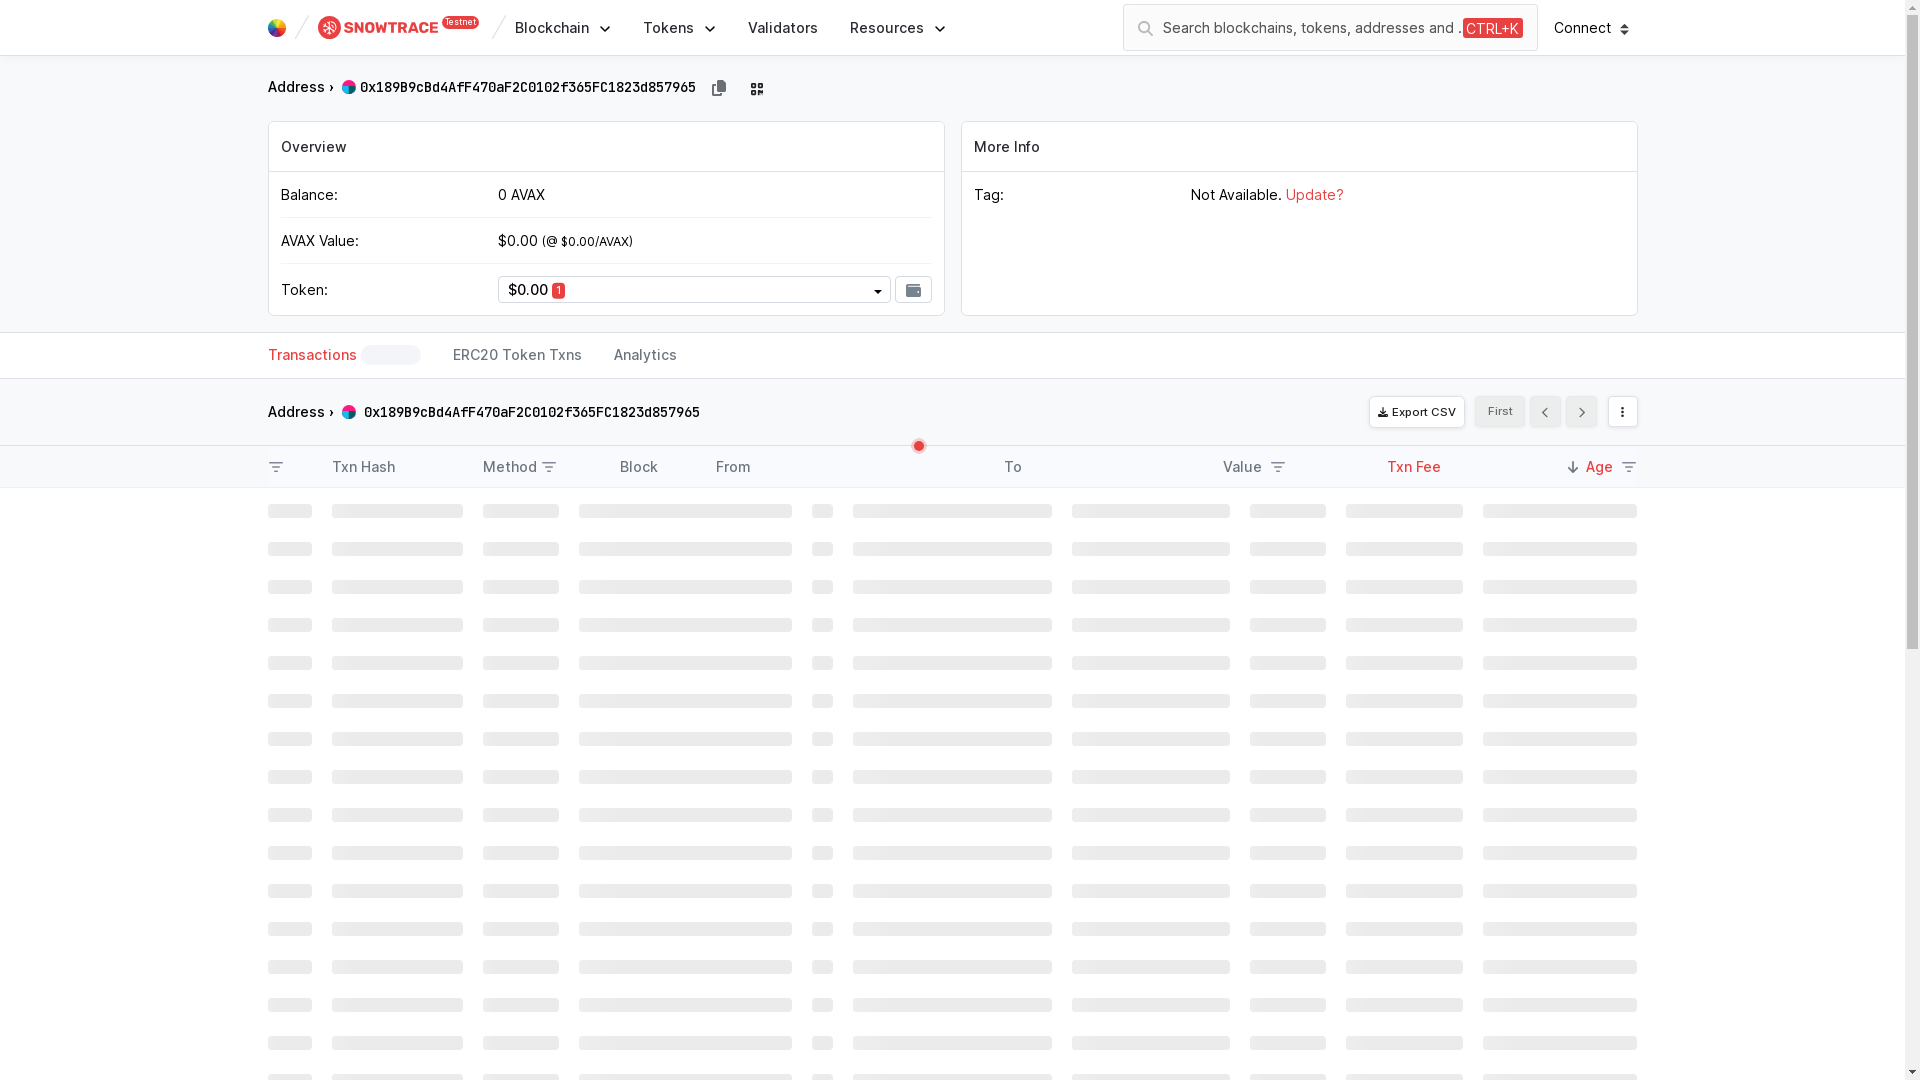 SNOWTRACE Testnet Blockchain Tokens Validators Resources Search blockchains, tokens, addresses and . CTRL+K Connect
Address › 0x189B9cBd4AfF470aF2C0102f365FC1823d857965
Overview
Balance: 0 AVAX
AVAX Value: $0.00 (@ $0.00/AVAX)
Token: $0.00 1
More Info
Tag: Not Available. Update?
Transactions ERC20 Token Txns Analytics
Address › 0x189B9cBd4AfF470aF2C0102f365FC1823d857965
Export CSV First
Txn Hash Method Block From To Value Txn Fee Age